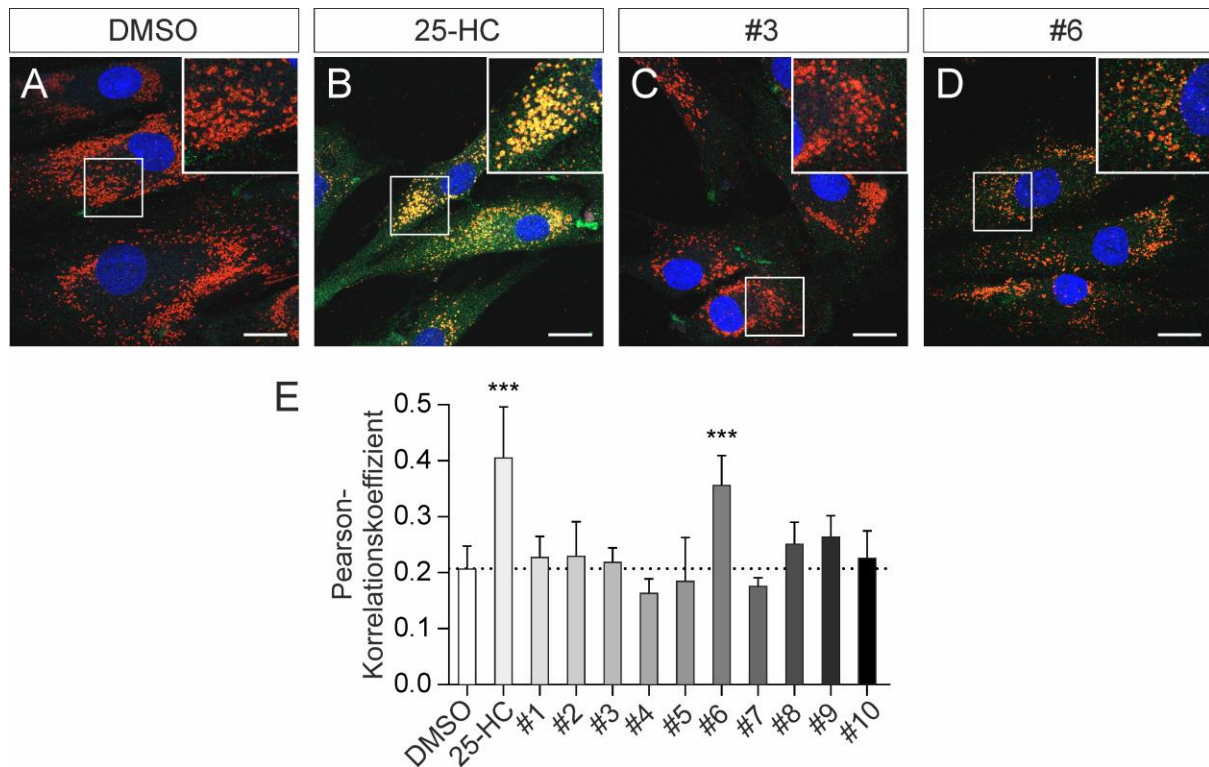 DMSO
25-HC
#3
#6
A
B
C
D
E
***
***
0.5
0.4
0.3
0.2
0.1
0.0
Pearson-
Korrelationskoeffizient
DMSO
25-HC
#1
#2
#3
#4
#5
#6
#7
#8
#9
#10